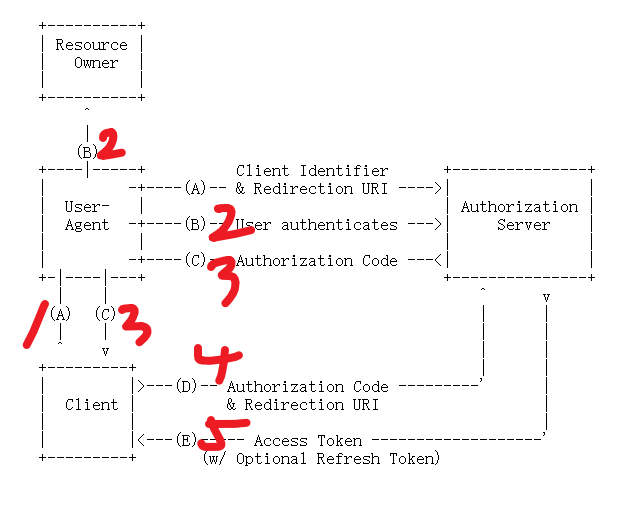 Resource
Owner
(B) 2
Client Identifier
(A) & Redirection URI
User-
Agent
Authorization
Server
(B) 2 User authenticates
(C) 3 Authorization Code
1 (A) (C) 3
4
(D) Authorization Code
Client & Redirection URI
(E) 5 Access Token
(w/ Optional Refresh Token)